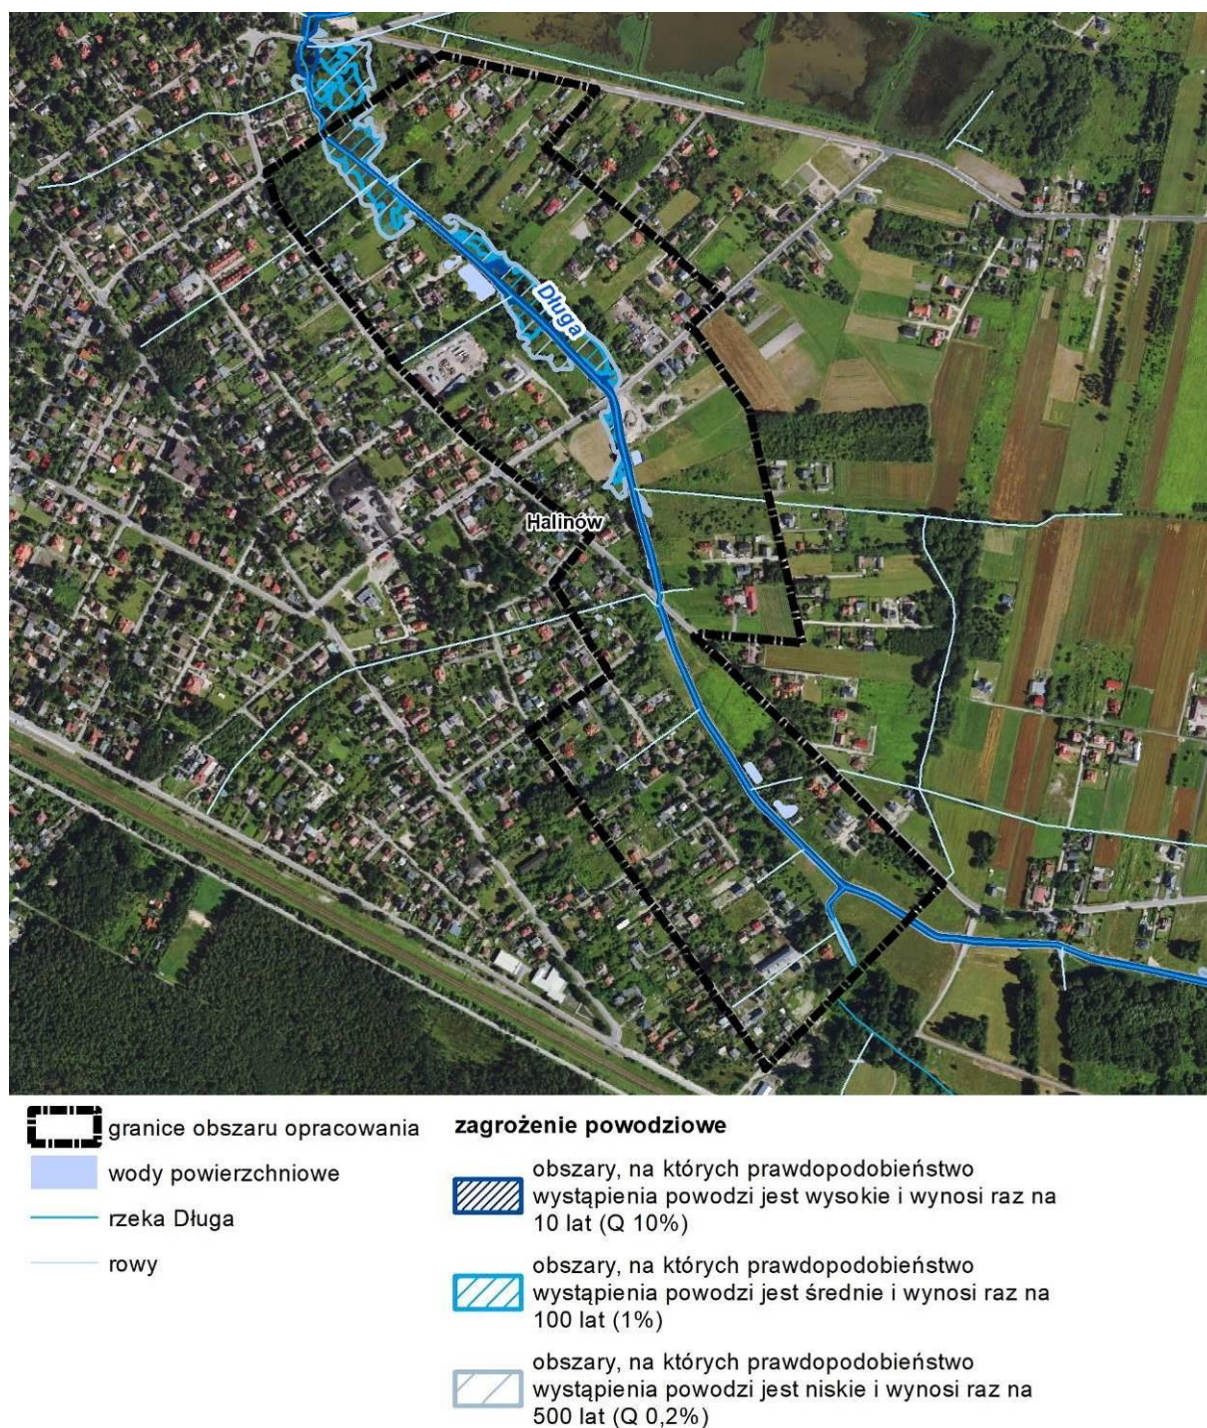 Długa
Halinów
granice obszaru opracowania
wody powierzchniowe
rzeka Długa
rowy
zagrożenie powodziowe
obszary, na których prawdopodobieństwo
wystąpienia powodzi jest wysokie i wynosi raz na
10 lat (Q 10%)
obszary, na których prawdopodobieństwo
wystąpienia powodzi jest średnie i wynosi raz na
100 lat (1%)
obszary, na których prawdopodobieństwo
wystąpienia powodzi jest niskie i wynosi raz na
500 lat (Q 0,2%)